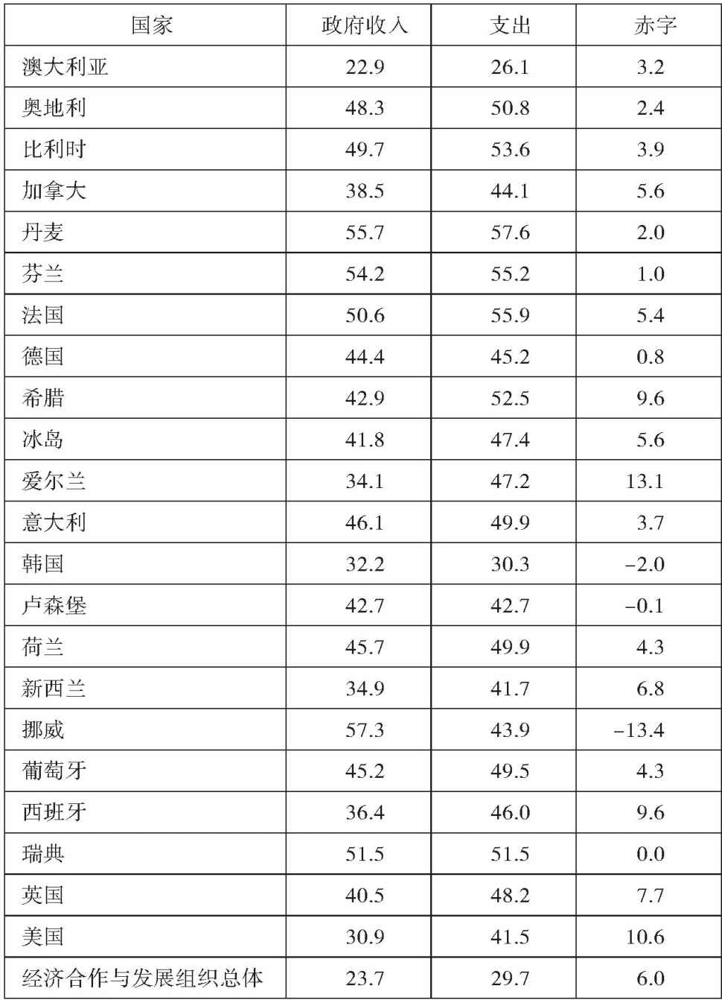 国家 政府收入 支出 赤字
澳大利亚 22.9 26.1 3.2
奥地利 48.3 50.8 2.4
比利时 49.7 53.6 3.9
加拿大 38.5 44.1 5.6
丹麦 55.7 57.6 2.0
芬兰 54.2 55.2 1.0
法国 50.6 55.9 5.4
德国 44.4 45.2 0.8
希腊 42.9 52.5 9.6
冰岛 41.8 47.4 5.6
爱尔兰 34.1 47.2 13.1
意大利 46.1 49.9 3.7
韩国 32.2 30.3 -2.0
卢森堡 42.7 42.7 -0.1
荷兰 45.7 49.9 4.3
新西兰 34.9 41.7 6.8
挪威 57.3 43.9 -13.4
葡萄牙 45.2 49.5 4.3
西班牙 36.4 46.0 9.6
瑞典 51.5 51.5 0.0
英国 40.5 48.2 7.7
美国 30.9 41.5 10.6
经济合作与发展组织总体 23.7 29.7 6.0